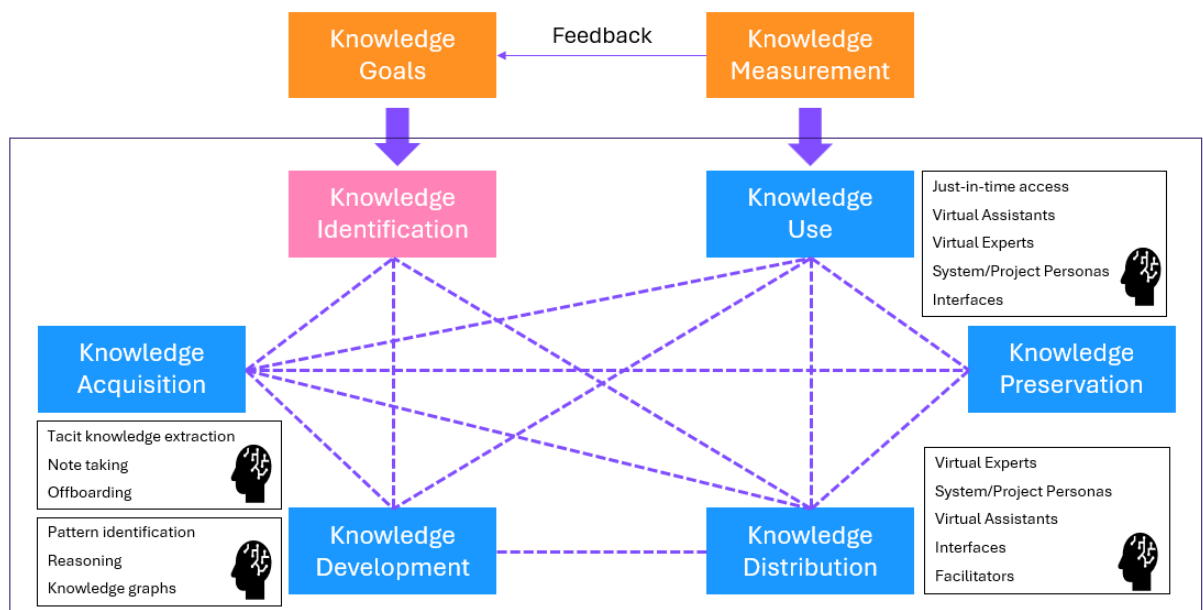 Knowledge
Goals
Feedback
Knowledge
Measurement
Knowledge
Identification
Knowledge
Use
Just-in-time access
Virtual Assistants
Virtual Experts
System/Project Personas
Interfaces
Knowledge
Acquisition
Knowledge
Preservation
Tacit knowledge extraction
Note taking
Offboarding
Pattern identification
Reasoning
Knowledge graphs
Knowledge
Development
Knowledge
Distribution
Virtual Experts
System/Project Personas
Virtual Assistants
Interfaces
Facilitators